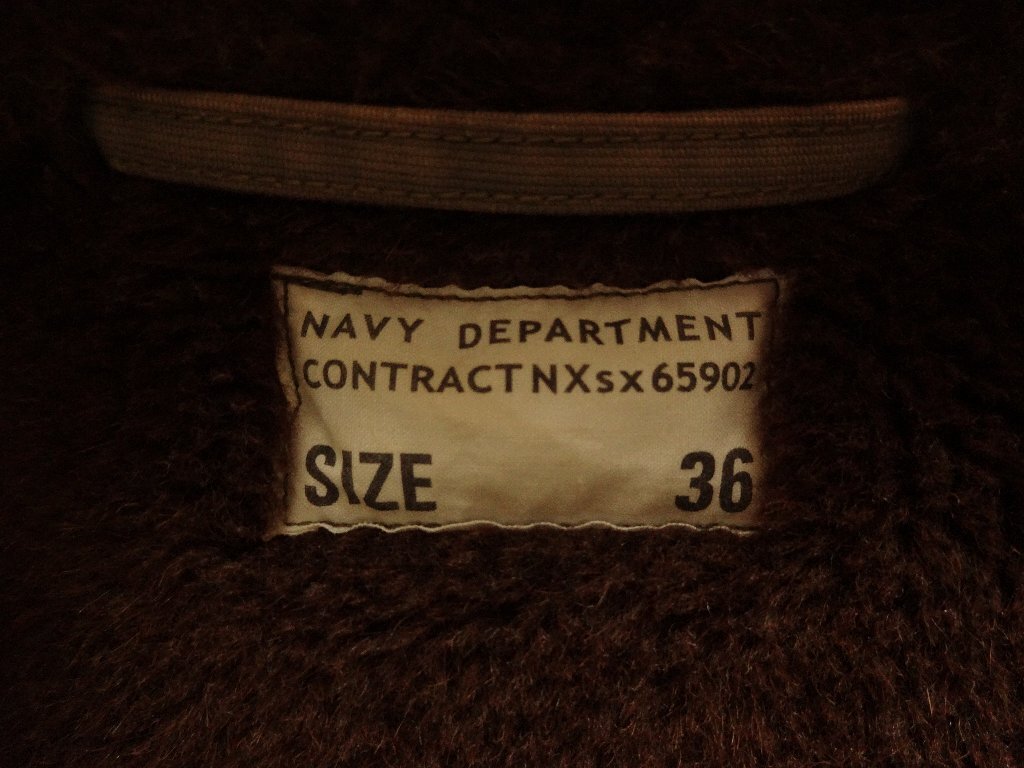 NAVY DEPARTMENT
CONTRACT NXsx 65902
SIZE 36